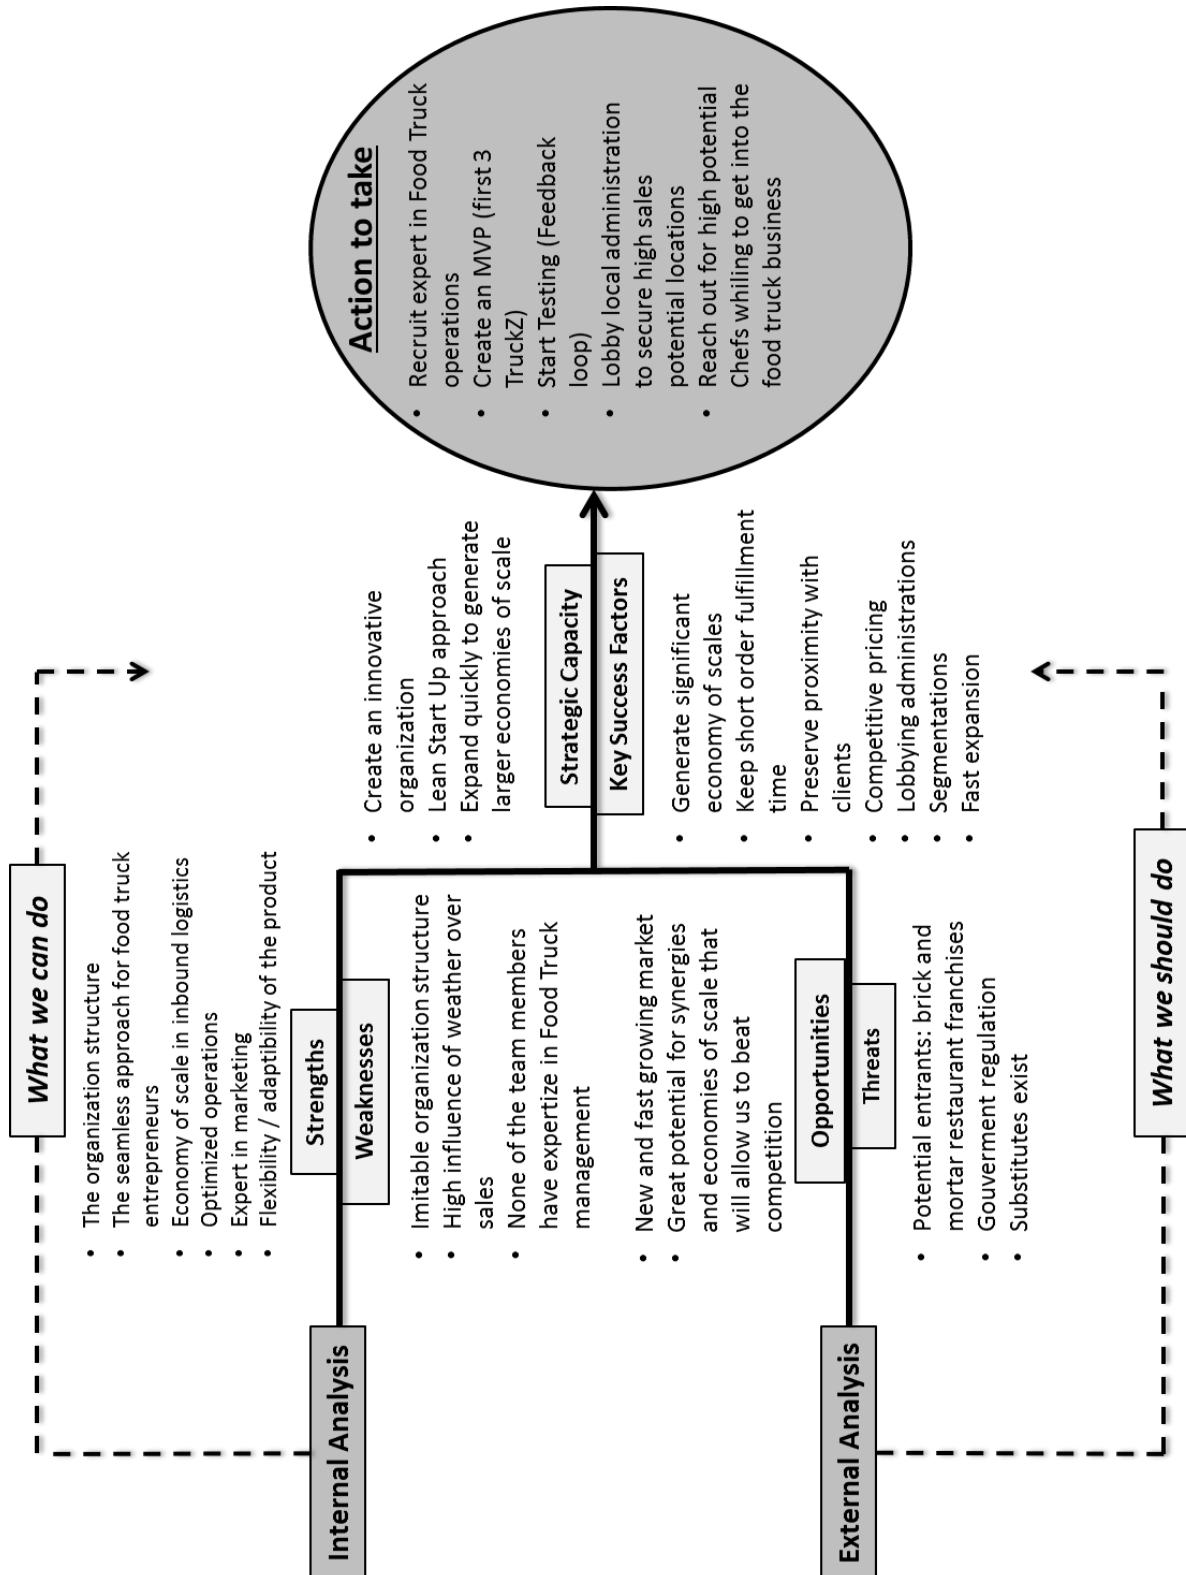 What we can do
• The organization structure
• The seamless approach for food truck
entrepreneurs
• Economy of scale in inbound logistics
• Optimized operations
• Expert in marketing
• Flexibility / adaptibility of the product
Internal Analysis
Strengths
Weaknesses
• Imitable organization structure
• High influence of weather over
sales
• None of the team members
have expertize in Food Truck
management
• New and fast growing market
• Great potential for synergies
and economies of scale that
will allow us to beat
competition
External Analysis
Opportunities
Threats
• Potential entrants: brick and
mortar restaurant franchises
• Gouverment regulation
• Substitutes exist
What we should do
• Create an innovative
organization
• Lean Start Up approach
• Expand quickly to generate
larger economies of scale
Strategic Capacity
Key Success Factors
• Generate significant
economy of scales
• Keep short order fulfillment
time
• Preserve proximity with
clients
• Competitive pricing
• Lobbying administrations
• Segmentations
• Fast expansion
Action to take
• Recruit expert in Food Truck
operations
• Create an MVP (first 3
TruckZ)
• Start Testing (Feedback
loop)
• Lobby local administration
to secure high sales
potential locations
• Reach out for high potential
Chefs whiling to get into the
food truck business